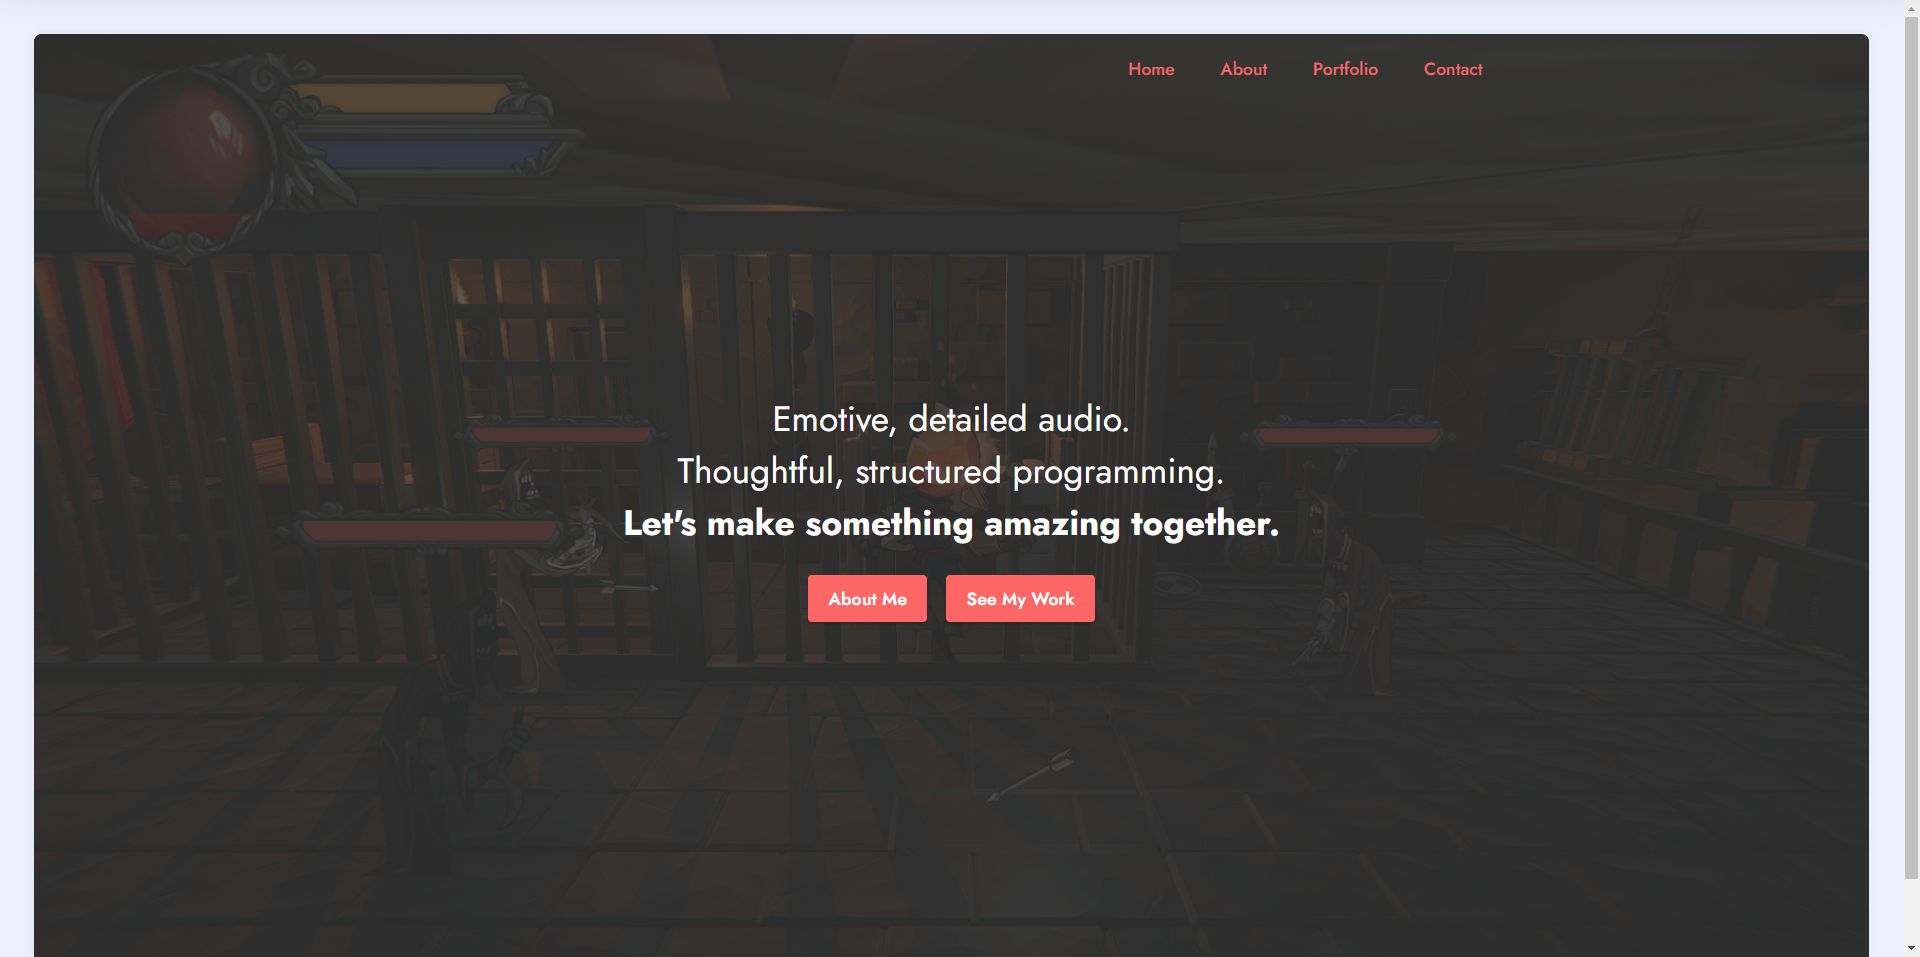 Home About Portfolio Contact
Emotive, detailed audio.
Thoughtful, structured programming.
Let's make something amazing together.
About Me See My Work